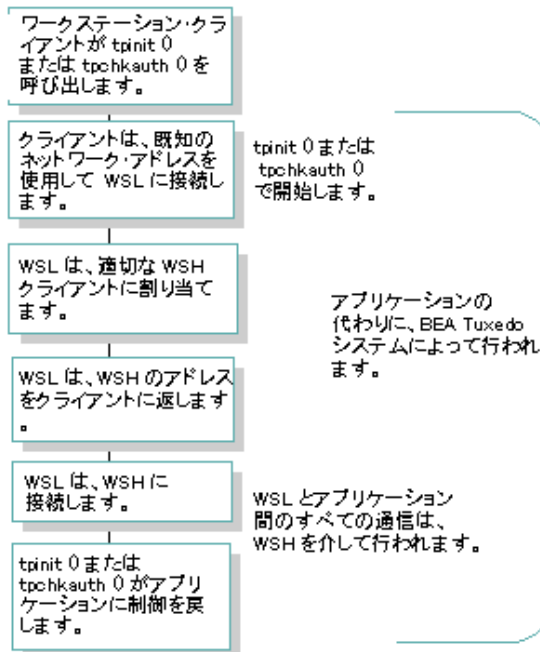 ワークステーション・クラ
イアントが tpinit ()
または tpchkauth () を
呼び出します。
クライアントは、既知の
ネットワーク・アドレスを
使用して WSL に接続し
ます。
tpinit () または
tpchkauth ()
で開始します。
WSL は、適切な WSH
クライアントに割り当て
ます。
アプリケーションの
代わりに、BEA Tuxedo
システムによって行われ
ます。
WSL は、WSH のアドレス
をクライアントに返します
。
WSL は、WSH に
接続します。
WSL とアプリケーション
間のすべての通信は、
WSH を介して行われます。
tpinit () または
tpchkauth () がアプリ
ケーションに制御を戻
します。